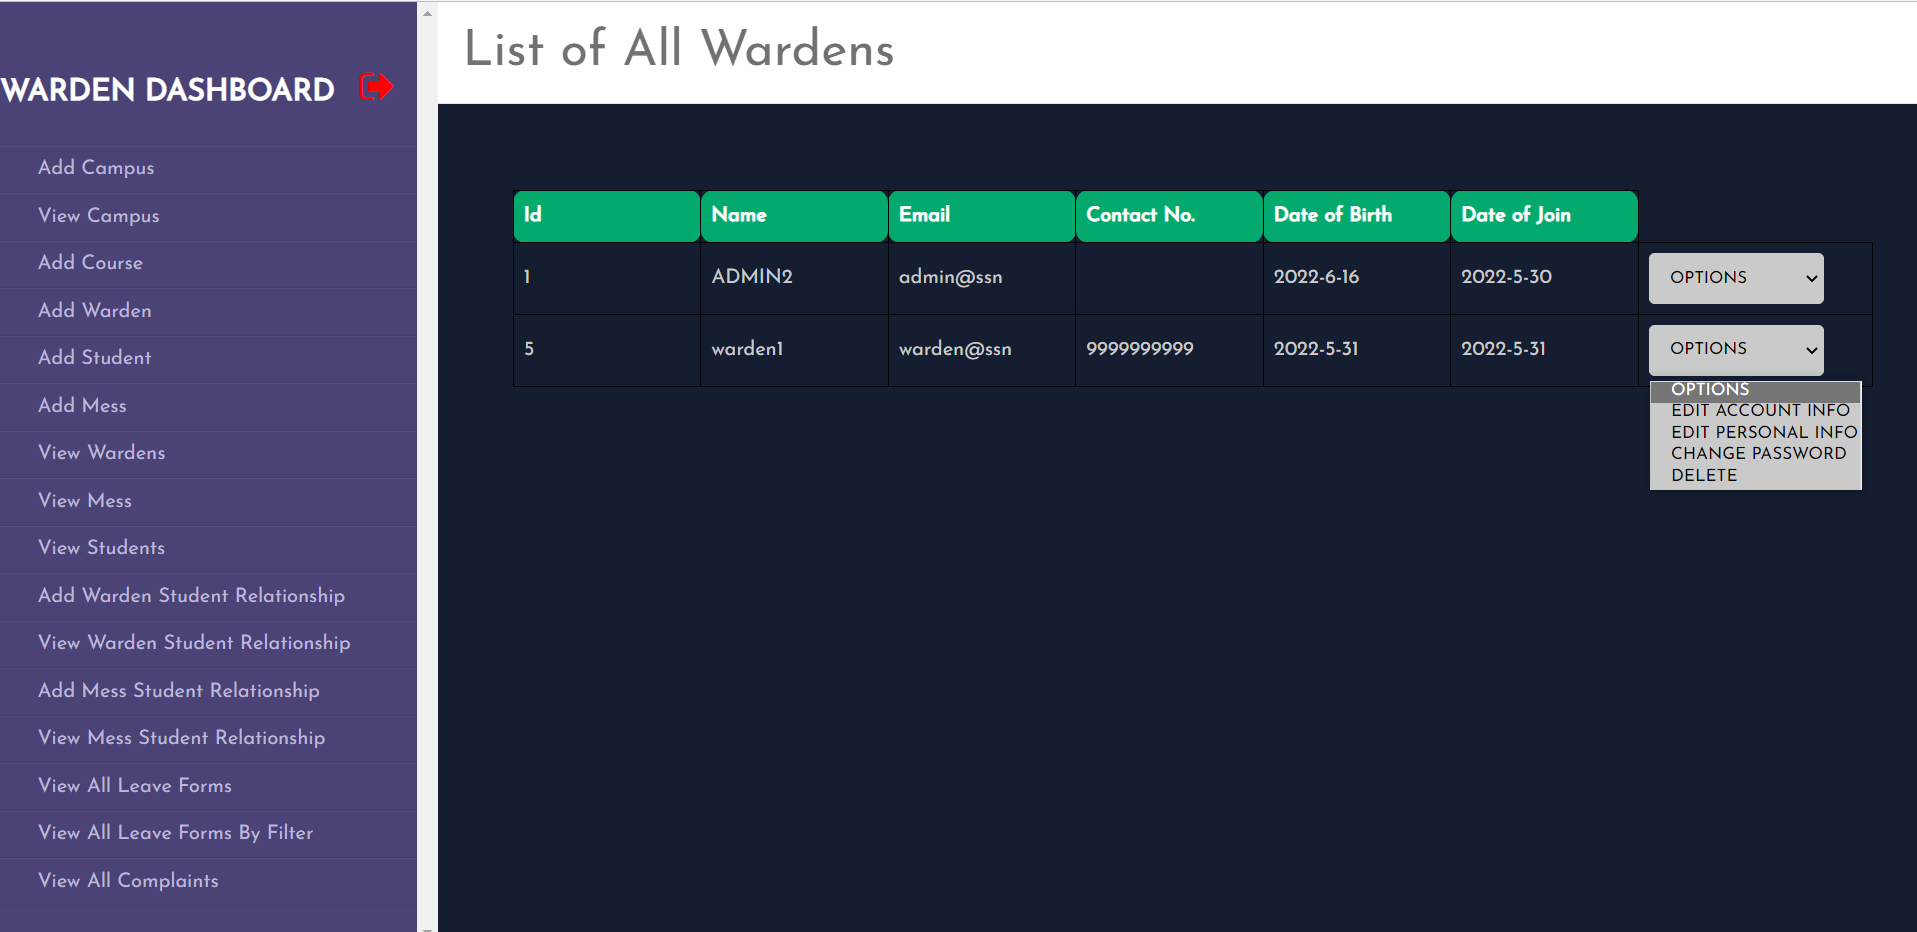 WARDEN DASHBOARD
Add Campus
View Campus
Add Course
Add Warden
Add Student
Add Mess
View Wardens
View Mess
View Students
Add Warden Student Relationship
View Warden Student Relationship
Add Mess Student Relationship
View Mess Student Relationship
View All Leave Forms
View All Leave Forms By Filter
View All Complaints
List of All Wardens
Id Name Email Contact No. Date of Birth Date of Join
1 ADMIN2 admin@ssn 2022-6-16 2022-5-30 OPTIONS
5 warden1 warden@ssn 9999999999 2022-5-31 2022-5-31 OPTIONS
OPTIONS
EDIT ACCOUNT INFO
EDIT PERSONAL INFO
CHANGE PASSWORD
DELETE